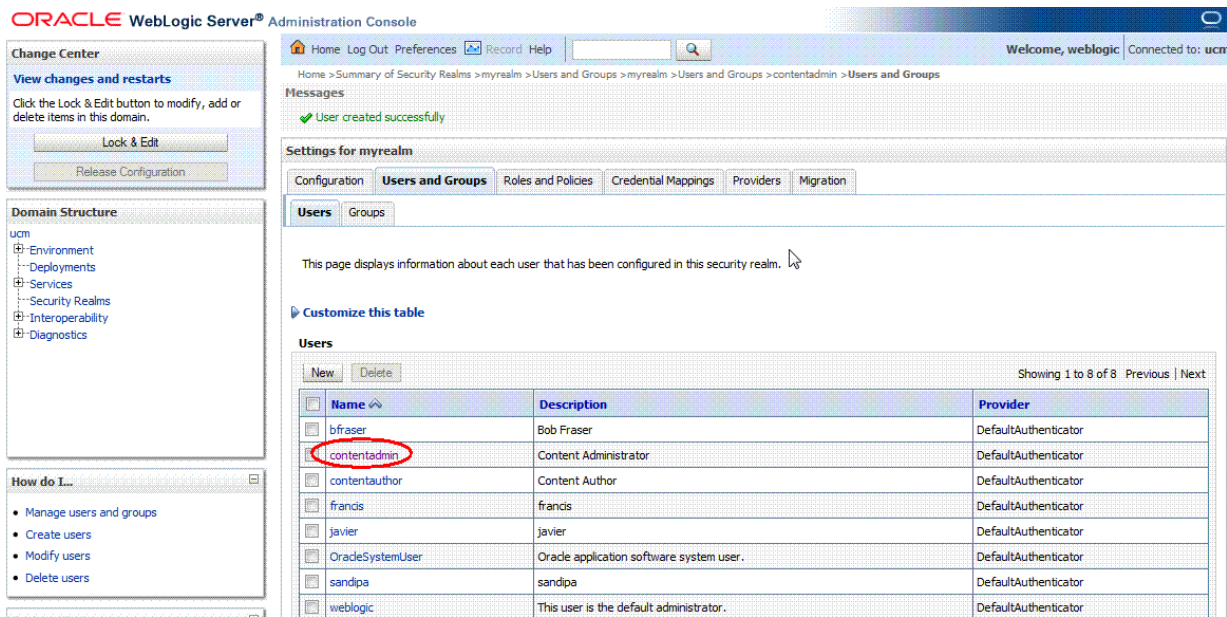 ORACLE WebLogic Server® Administration Console
Change Center
View changes and restarts
Click the Lock & Edit button to modify, add or
delete items in this domain.
Lock & Edit
Release Configuration
Domain Structure
ucm
Environment
Deployments
Services
Security Realms
Interoperability
Diagnostics
How do I...
Manage users and groups
Create users
Modify users
Delete users
Home Log Out Preferences Record Help
Welcome, weblogic Connected to: ucm
Home >Summary of Security Realms >myrealm >Users and Groups >myrealm >Users and Groups >contentadmin >Users and Groups
Messages
User created successfully
Settings for myrealm
Configuration Users and Groups Roles and Policies Credential Mappings Providers Migration
Users Groups
This page displays information about each user that has been configured in this security realm.
Customize this table
Users
New Delete Showing 1 to 8 of 8 Previous | Next
Name Description Provider
bfraser Bob Fraser DefaultAuthenticator
contentadmin Content Administrator DefaultAuthenticator
contentauthor Content Author DefaultAuthenticator
francis francis DefaultAuthenticator
javier javier DefaultAuthenticator
OracleSystemUser Oracle application software system user. DefaultAuthenticator
sandipa sandipa DefaultAuthenticator
weblogic This user is the default administrator. DefaultAuthenticator